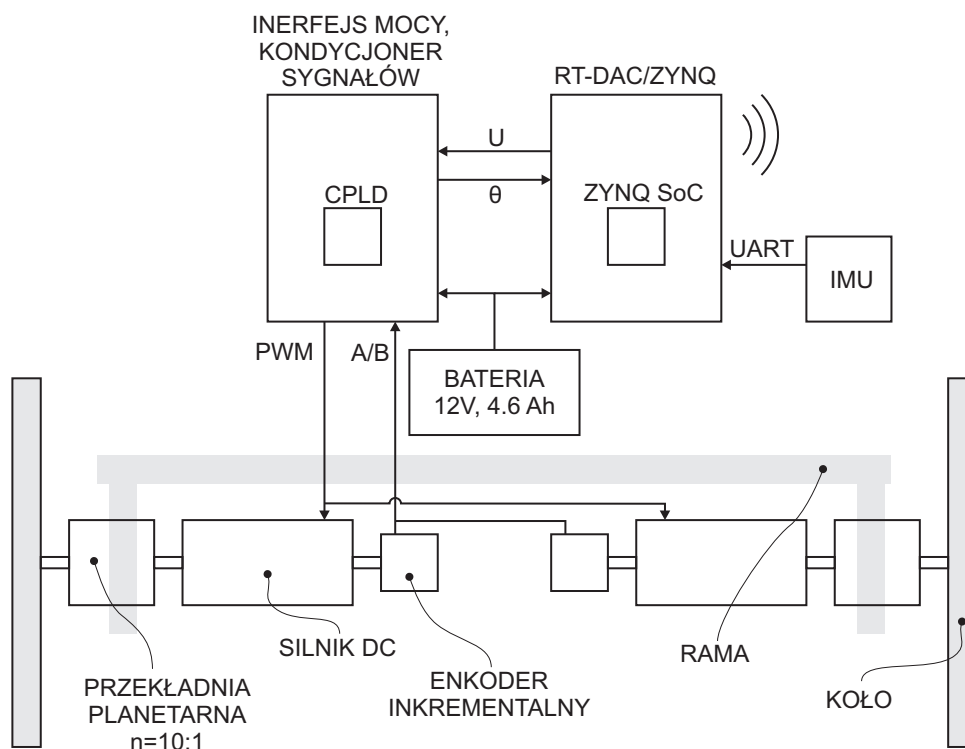 INERFEJS MOCY,
KONDYCJONER
SYGNAŁÓW
RT-DAC/ZYNQ
U
θ
CPLD
ZYNQ SoC
UART
IMU
PWM
A/B
BATERIA
12V, 4.6 Ah
SILNIK DC
RAMA
PRZEKŁADNIA
PLANETARNA
n=10:1
ENKODER
INKREMENTALNY
KOŁO